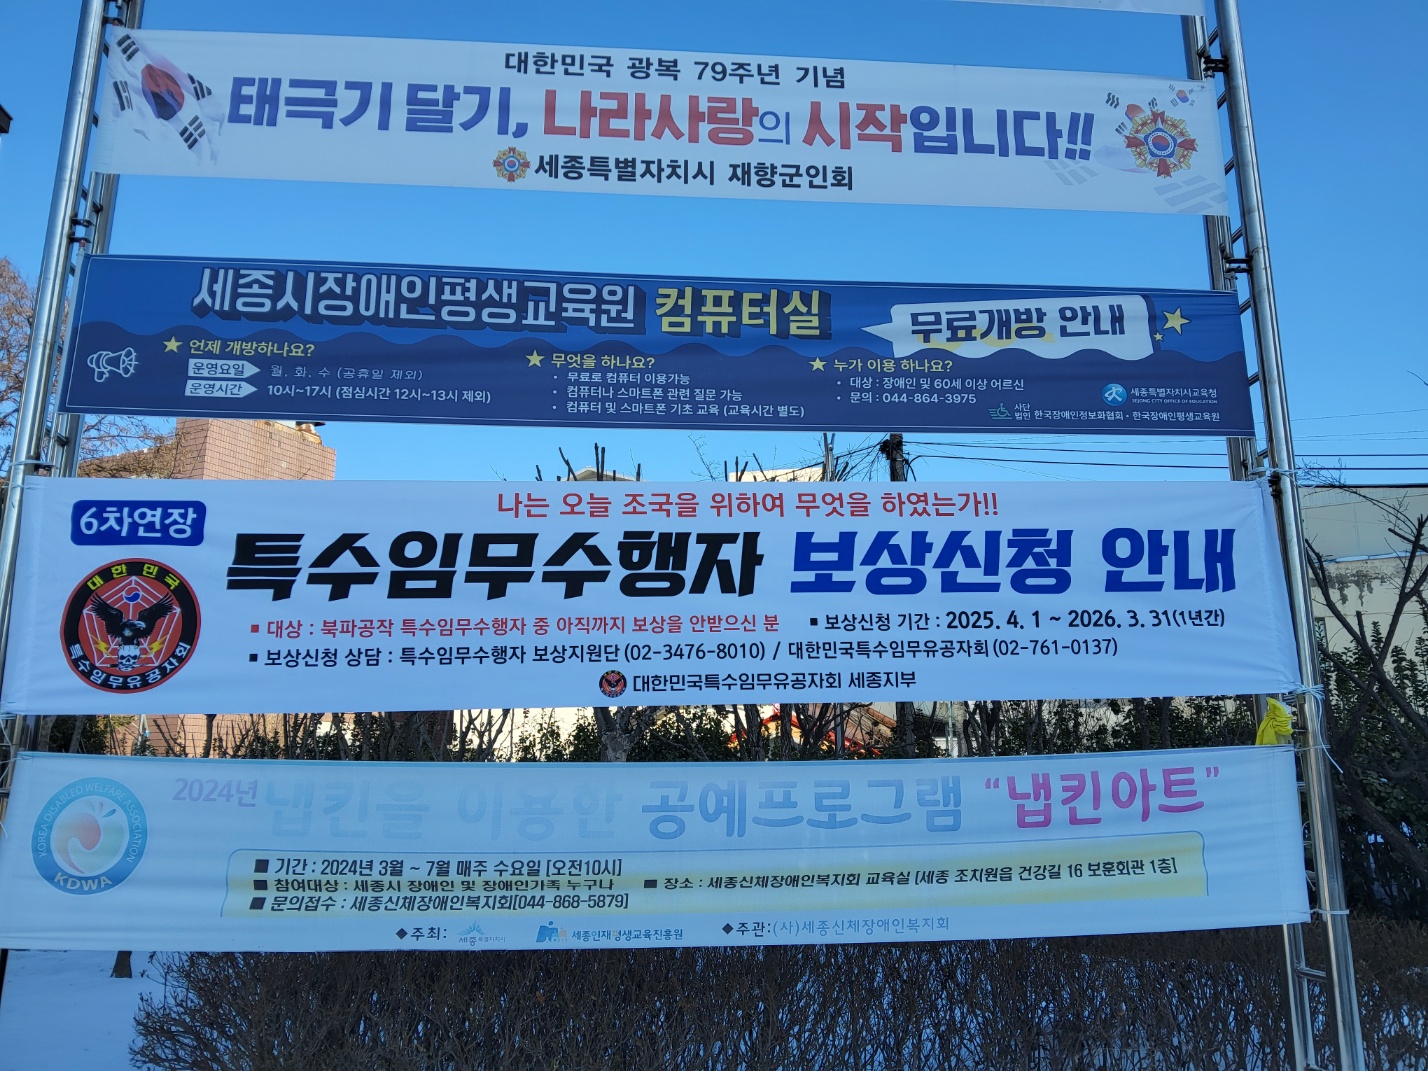 대한민국 광복 79주년 기념
태극기 달기, 나라사랑의 시작입니다!!
세종특별자치시 재향군인회
세종시장애인평생교육원 컴퓨터실 무료개방 안내
언제 개방하나요?
운영요일 월, 화, 수 (공휴일 제외)
운영시간 10시~17시 (점심시간 12시~13시 제외)
무엇을 하나요?
• 무료로 컴퓨터 이용가능
• 컴퓨터나 스마트폰 관련 질문 가능
• 컴퓨터 및 스마트폰 기초 교육 (교육시간 별도)
누가 이용 하나요?
• 대상 : 장애인 및 60세 이상 어르신
• 문의 : 044-864-3975
세종특별자치시교육청
SEJONG CITY OFFICE OF EDUCATION
사단법인 한국장애인정보화협회 · 한국장애인평생교육원
나는 오늘 조국을 위하여 무엇을 하였는가!!
6차연장
특수임무수행자 보상신청 안내
대한민국
특수임무유공자회
■ 대상 : 북파공작 특수임무수행자 중 아직까지 보상을 안받으신 분 ■ 보상신청 기간 : 2025. 4. 1 ~ 2026. 3. 31(1년간)
■ 보상신청 상담 : 특수임무수행자 보상지원단 (02-3476-8010) / 대한민국특수임무유공자회 (02-761-0137)
대한민국특수임무유공자회 세종지부
KOREA DISABLED WELFARE ASSOCIATION
KDWA
2024년 냅킨을 이용한 공예프로그램 “냅킨아트”
■ 기간 : 2024년 3월 ~ 7월 매주 수요일 [오전10시]
■ 참여대상 : 세종시 장애인 및 장애인가족 누구나 ■ 장소 : 세종신체장애인복지회 교육실 [세종 조치원읍 건강길 16 보훈회관 1층]
■ 문의접수 : 세종신체장애인복지회[044-868-5879]
◆주최: 세종특별자치시 세종인재평생교육진흥원 ◆주관:(사)세종신체장애인복지회